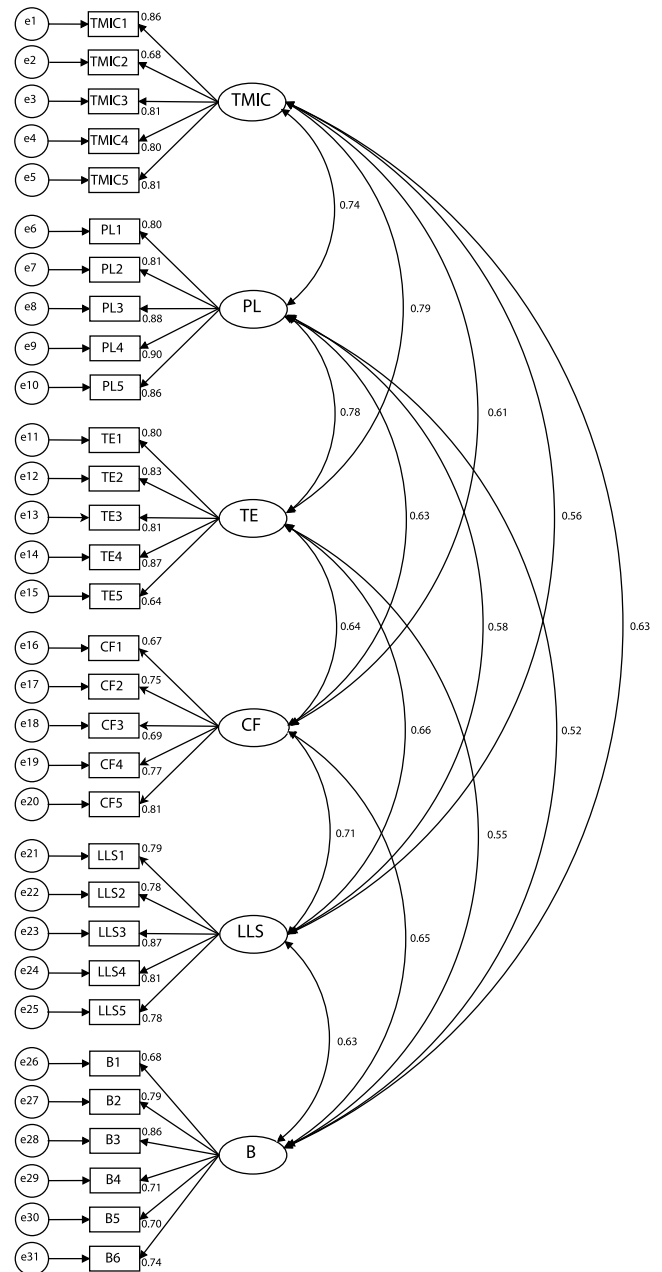 e1 TMIC1 0.86
e2 TMIC2 0.68
e3 TMIC3 0.81
e4 TMIC4 0.80
e5 TMIC5 0.81
TMIC
0.74
e6 PL1 0.80
e7 PL2 0.81
e8 PL3 0.88
e9 PL4 0.90
e10 PL5 0.86
PL
0.79
0.78
0.61
e11 TE1 0.80
e12 TE2 0.83
e13 TE3 0.81
e14 TE4 0.87
e15 TE5 0.64
TE
0.63
0.56
0.64
0.58
0.63
e16 CF1 0.67
e17 CF2 0.75
e18 CF3 0.69
e19 CF4 0.77
e20 CF5 0.81
CF
0.66
0.52
0.71
0.55
e21 LLS1 0.79
e22 LLS2 0.78
e23 LLS3 0.87
e24 LLS4 0.81
e25 LLS5 0.78
LLS
0.65
0.63
e26 B1 0.68
e27 B2 0.79
e28 B3 0.86
e29 B4 0.71
e30 B5 0.70
e31 B6 0.74
B